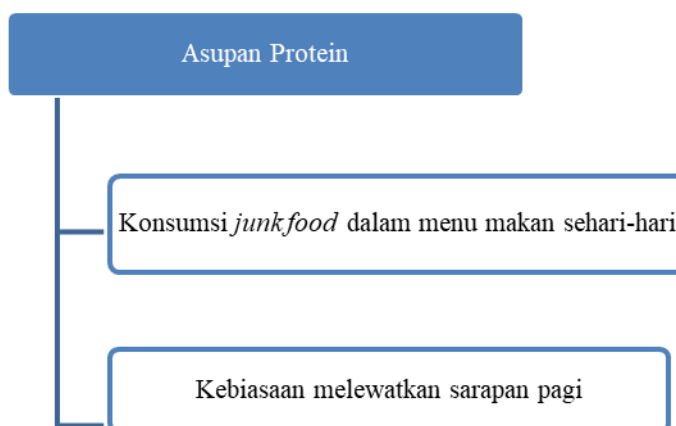 Asupan Protein
Konsumsi junk food dalam menu makan sehari-hari
Kebiasaan melewatkan sarapan pagi